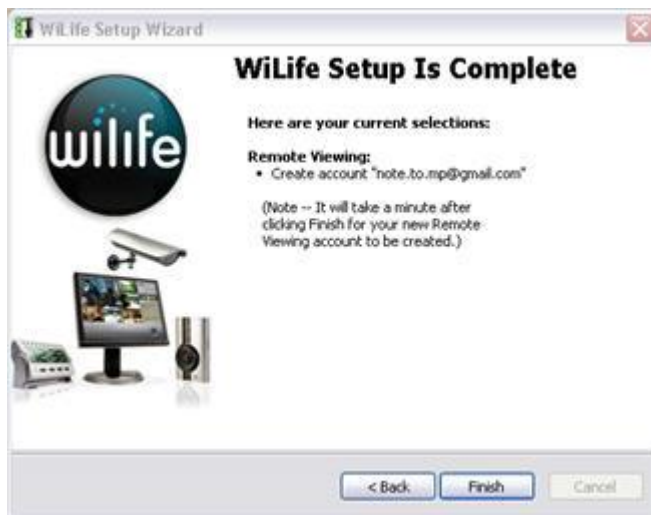 WiLife Setup Wizard
WiLife Setup Is Complete
wilife
Here are your current selections:
Remote Viewing:
• Create account "note.to.mp@gmail.com"
(Note -- It will take a minute after
clicking Finish for your new Remote
Viewing account to be created.)
< Back
Finish
Cancel